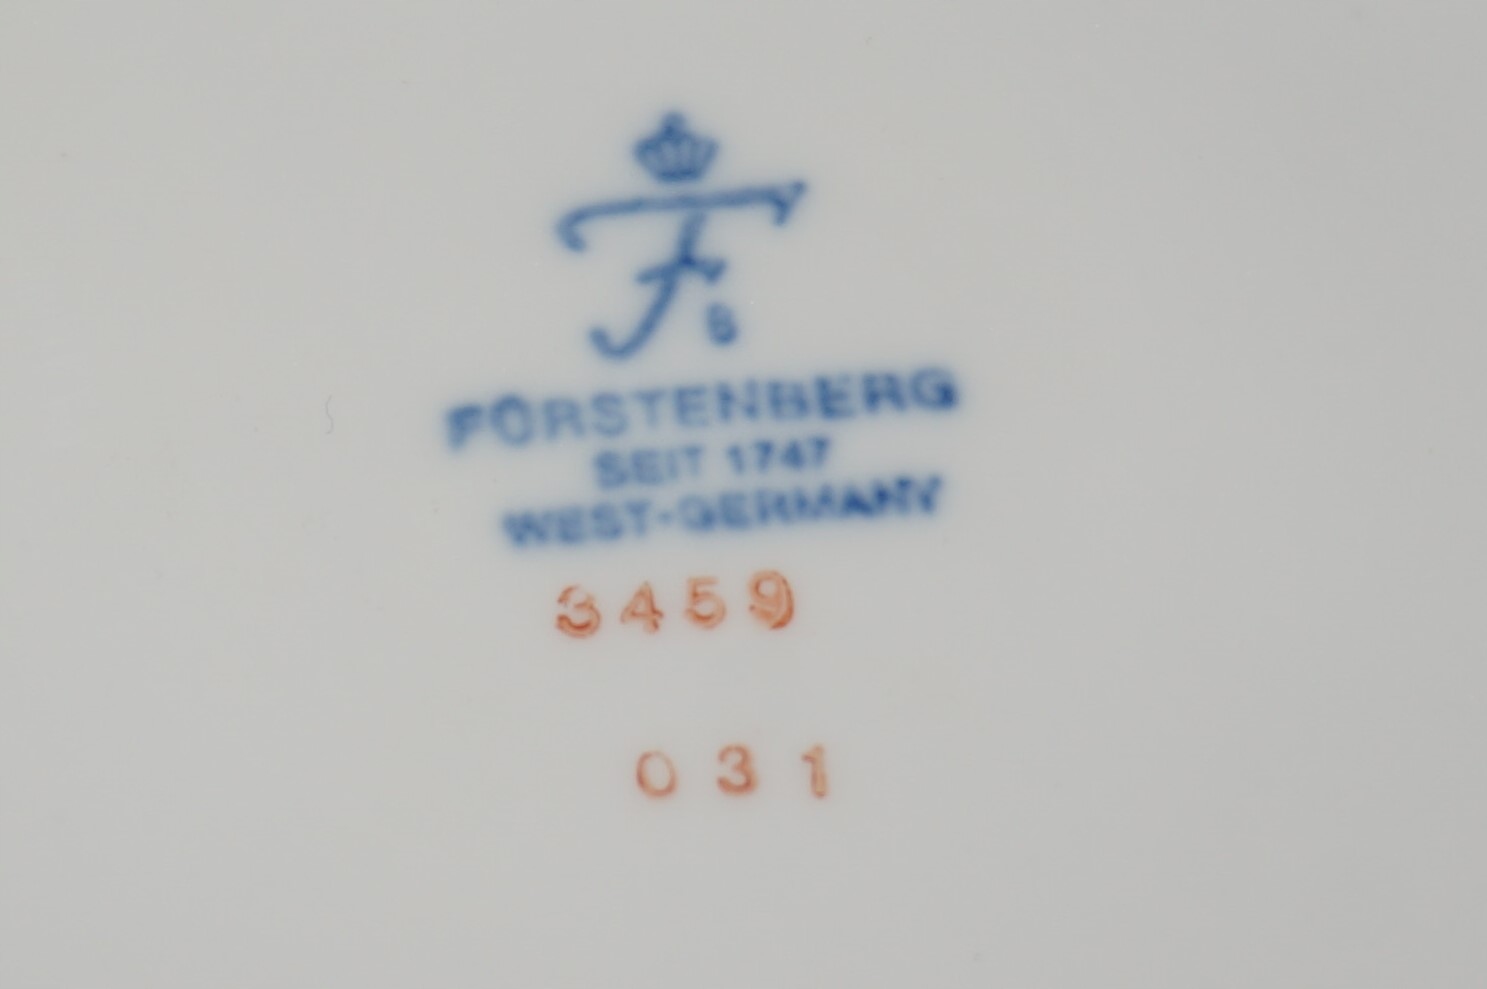 F
FÜRSTENBERG
SEIT 1747
WEST-GERMANY
3459
031